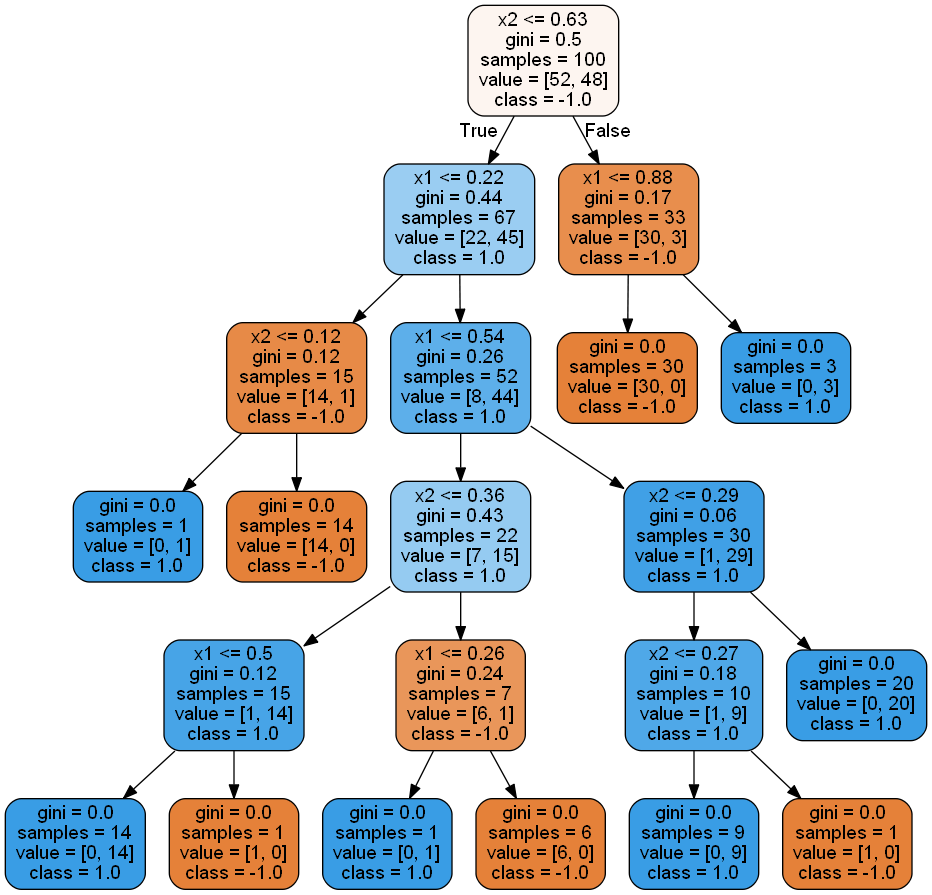 x2 <= 0.63
gini = 0.5
samples = 100
value = [52, 48]
class = -1.0
True
False
x1 <= 0.22
gini = 0.44
samples = 67
value = [22, 45]
class = 1.0
x1 <= 0.88
gini = 0.17
samples = 33
value = [30, 3]
class = -1.0
x2 <= 0.12
gini = 0.12
samples = 15
value = [14, 1]
class = -1.0
x1 <= 0.54
gini = 0.26
samples = 52
value = [8, 44]
class = 1.0
gini = 0.0
samples = 30
value = [30, 0]
class = -1.0
gini = 0.0
samples = 3
value = [0, 3]
class = 1.0
gini = 0.0
samples = 1
value = [0, 1]
class = 1.0
gini = 0.0
samples = 14
value = [14, 0]
class = -1.0
x2 <= 0.36
gini = 0.43
samples = 22
value = [7, 15]
class = 1.0
x2 <= 0.29
gini = 0.06
samples = 30
value = [1, 29]
class = 1.0
x1 <= 0.5
gini = 0.12
samples = 15
value = [1, 14]
class = 1.0
x1 <= 0.26
gini = 0.24
samples = 7
value = [6, 1]
class = -1.0
x2 <= 0.27
gini = 0.18
samples = 10
value = [1, 9]
class = 1.0
gini = 0.0
samples = 20
value = [0, 20]
class = 1.0
gini = 0.0
samples = 14
value = [0, 14]
class = 1.0
gini = 0.0
samples = 1
value = [1, 0]
class = -1.0
gini = 0.0
samples = 1
value = [0, 1]
class = 1.0
gini = 0.0
samples = 6
value = [6, 0]
class = -1.0
gini = 0.0
samples = 9
value = [0, 9]
class = 1.0
gini = 0.0
samples = 1
value = [1, 0]
class = -1.0